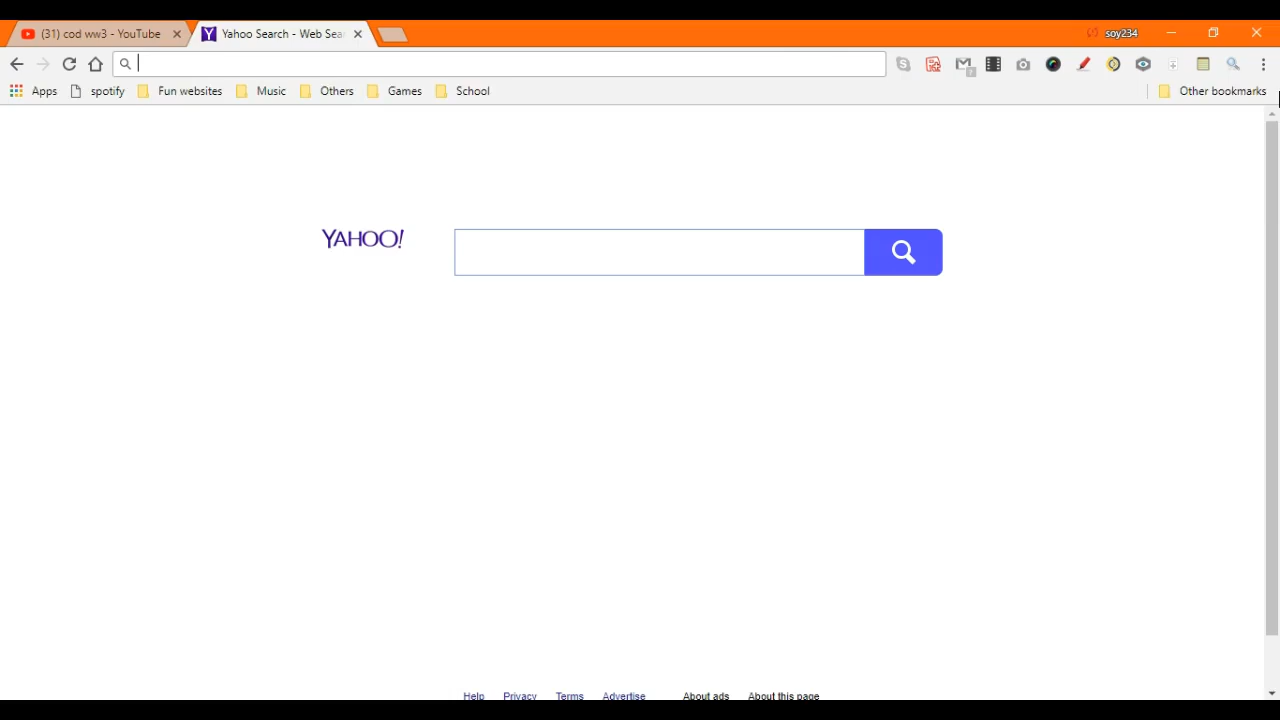 (31) cod ww3 - YouTube
Yahoo Search - Web Sear
soy234
Apps spotify Fun websites Music Others Games School Other bookmarks
YAHOO!
Help Privacy Terms Advertise About ads About this page